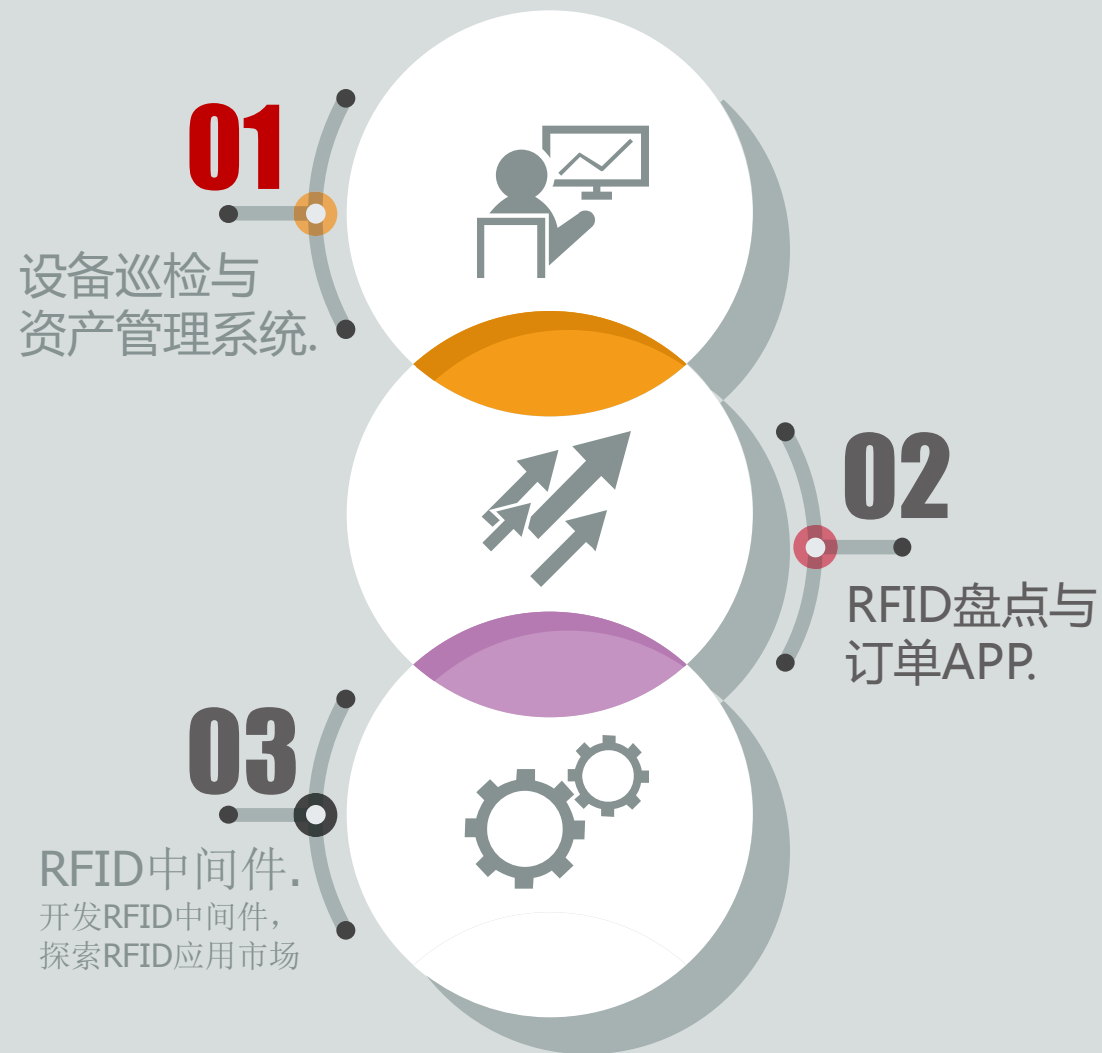 01
设备巡检与
资产管理系统.
02
RFID盘点与
订单APP.
03
RFID中间件.
开发RFID中间件，
探索RFID应用市场